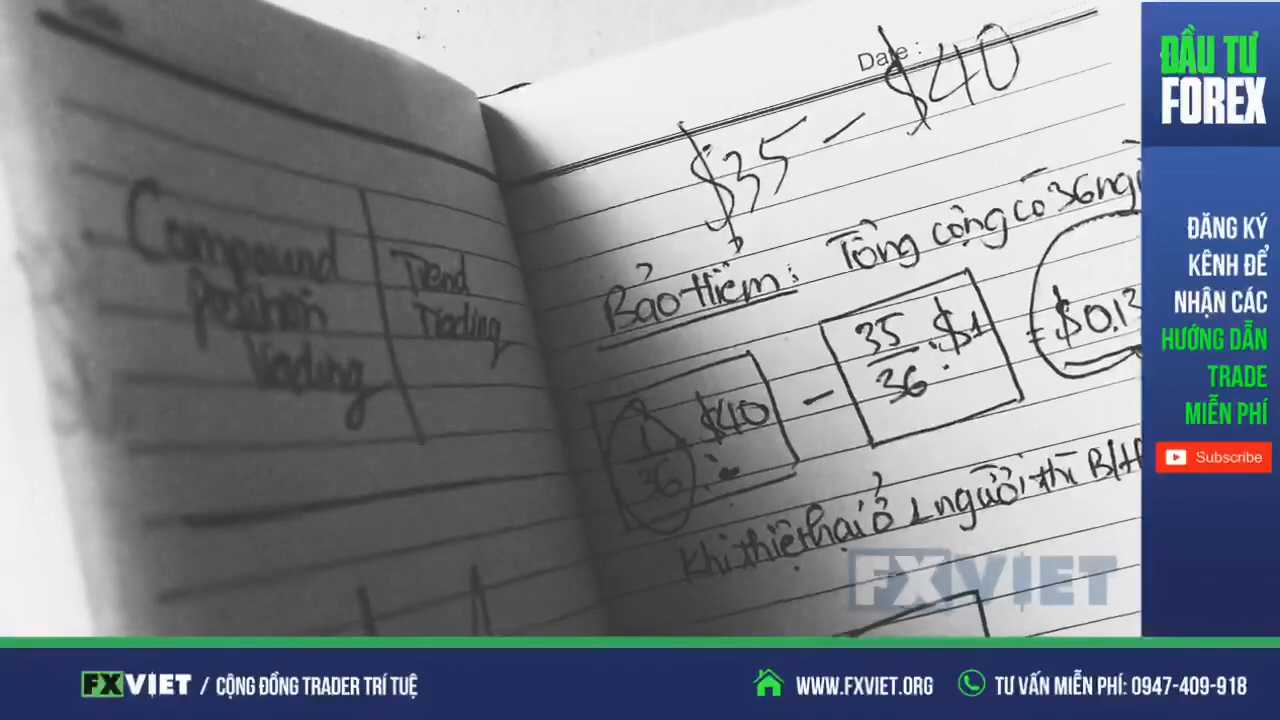 Date :
$35 – $40
Bảo Hiểm : Tổng cộng có 36 ng
1/36 . $40 – 35/36 . $1 = $0,13
Khi thiệt hại ở 1 người thì B/H
Compound Position Trading
Trend Trading
FXVIET
ĐẦU TƯ
FOREX
ĐĂNG KÝ
KÊNH ĐỂ
NHẬN CÁC
HƯỚNG DẪN
TRADE
MIỄN PHÍ
Subscribe
FXVIET / CỘNG ĐỒNG TRADER TRÍ TUỆ
WWW.FXVIET.ORG
TƯ VẤN MIỄN PHÍ: 0947-409-918